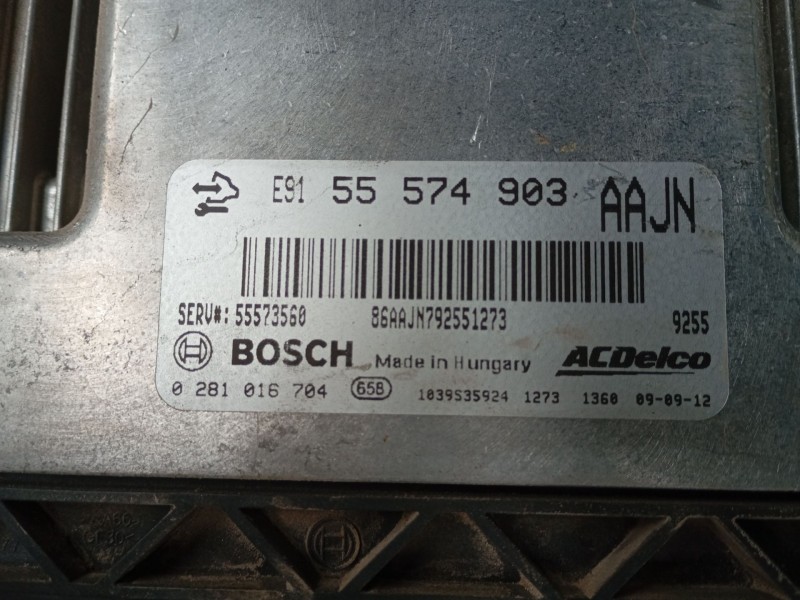 E91 55 574 903 AAJN
SERV#: 55573560 86AAJN792551273 9255
BOSCH Made in Hungary ACDelco
0 281 016 704 65B 1039S35924 1273 1360 09-09-12